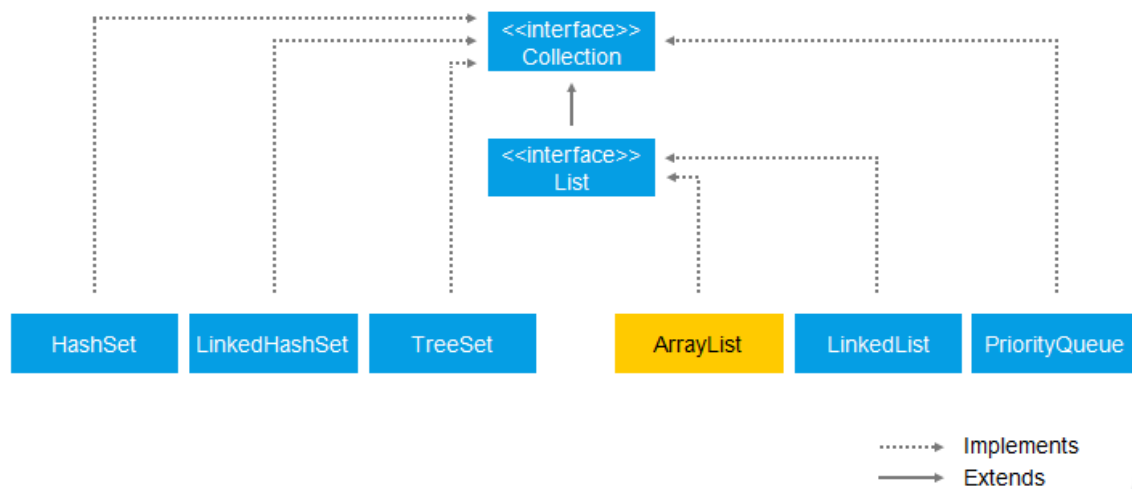 <<interface>>
Collection
<<interface>>
List
HashSet
LinkedHashSet
TreeSet
ArrayList
LinkedList
PriorityQueue
Implements
Extends